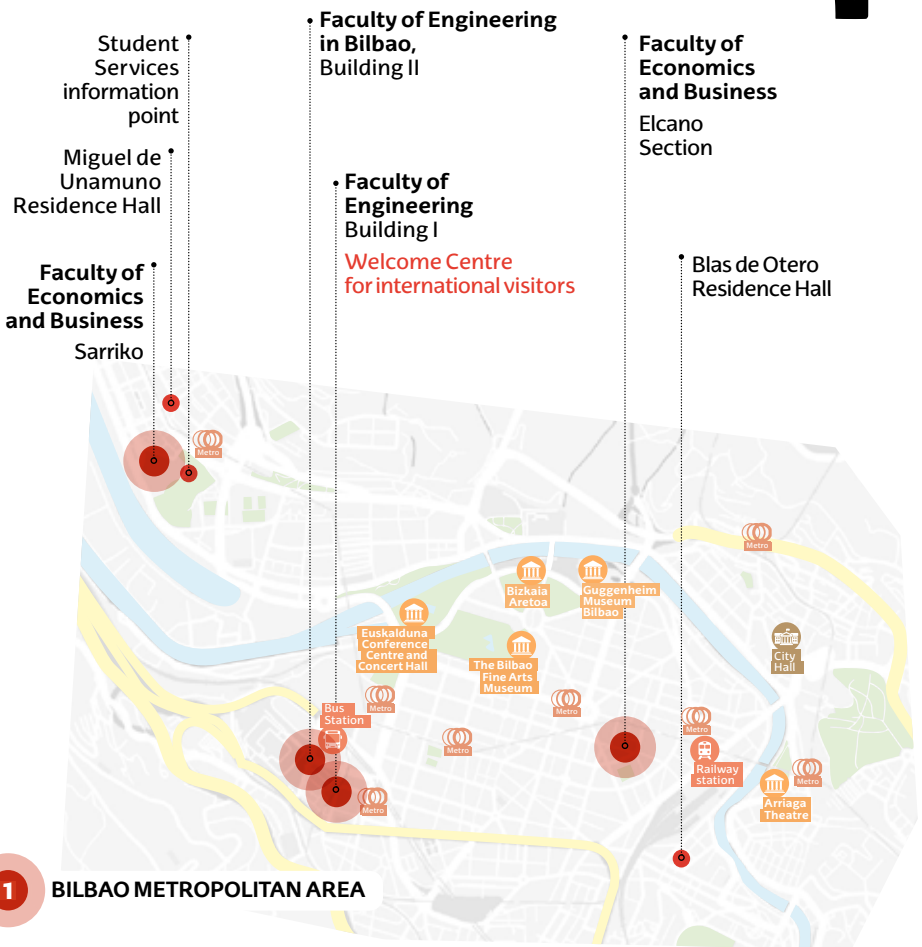 Faculty of Engineering
in Bilbao,
Building II
Student
Services
information
point
Faculty of
Economics
and Business
Elcano
Section
Miguel de
Unamuno
Residence Hall
Faculty of
Engineering
Building I
Welcome Centre
for international visitors
Faculty of
Economics
and Business
Sarriko
Blas de Otero
Residence Hall
Metro
Metro
Bizkaia
Aretoa
Guggenheim
Museum
Bilbao
Euskalduna
Conference
Centre and
Concert Hall
The Bilbao
Fine Arts
Museum
City
Hall
Metro
Metro
Bus
Station
Metro
Metro
Railway
station
Metro
Metro
Arriaga
Theatre
1 BILBAO METROPOLITAN AREA